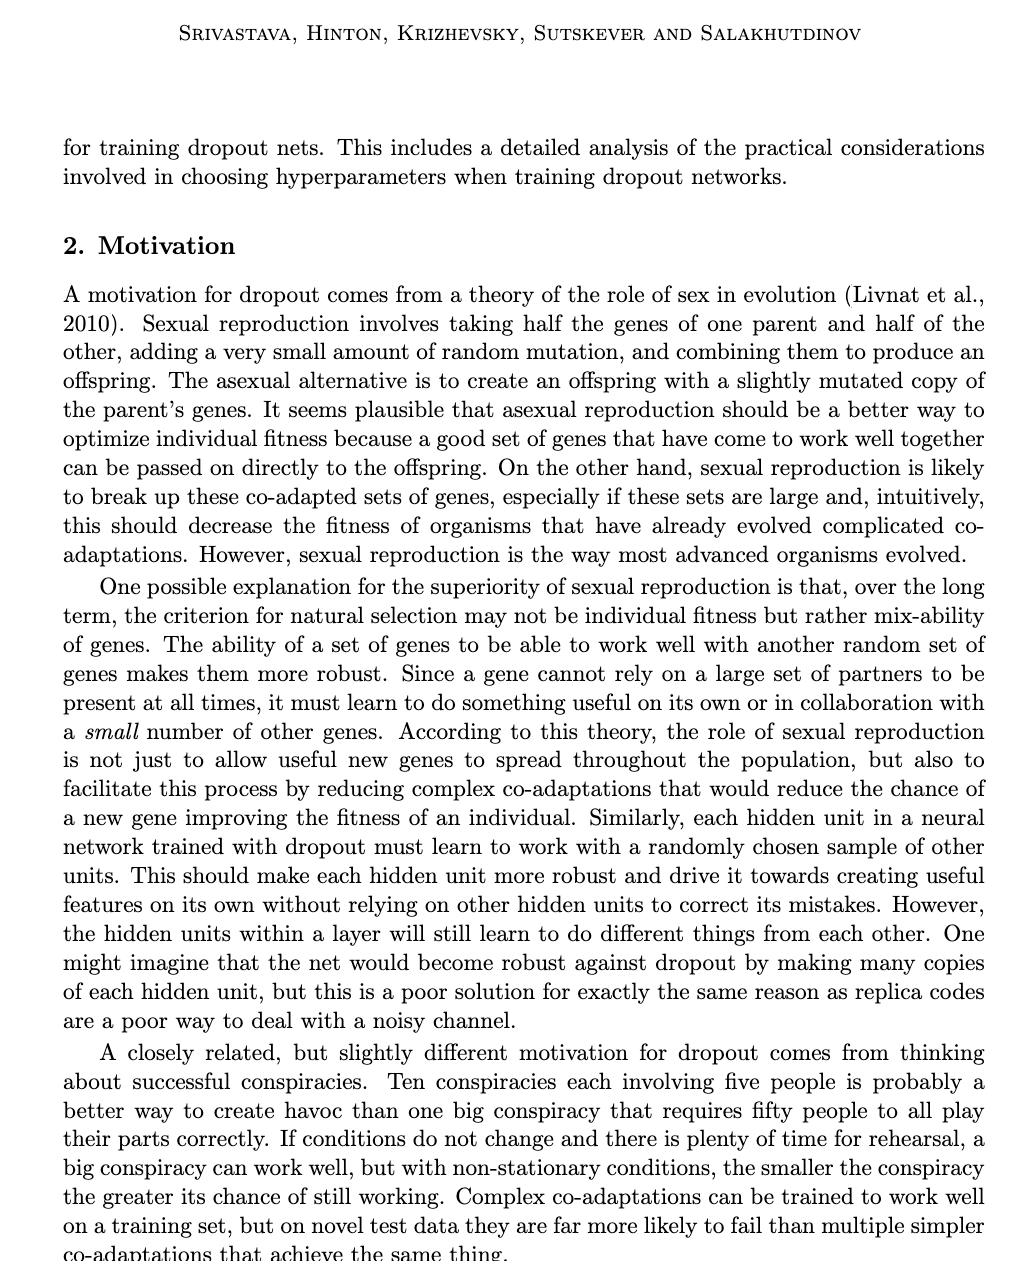 SRIVASTAVA, HINTON, KRIZHEVSKY, SUTSKEVER AND SALAKHUTDINOV
for training dropout nets. This includes a detailed analysis of the practical considerations
involved in choosing hyperparameters when training dropout networks.
2. Motivation
A motivation for dropout comes from a theory of the role of sex in evolution (Livnat et al.,
2010). Sexual reproduction involves taking half the genes of one parent and half of the
other, adding a very small amount of random mutation, and combining them to produce an
offspring. The asexual alternative is to create an offspring with a slightly mutated copy of
the parent's genes. It seems plausible that asexual reproduction should be a better way to
optimize individual fitness because a good set of genes that have come to work well together
can be passed on directly to the offspring. On the other hand, sexual reproduction is likely
to break up these co-adapted sets of genes, especially if these sets are large and, intuitively,
this should decrease the fitness of organisms that have already evolved complicated co-
adaptations. However, sexual reproduction is the way most advanced organisms evolved.
One possible explanation for the superiority of sexual reproduction is that, over the long
term, the criterion for natural selection may not be individual fitness but rather mix-ability
of genes. The ability of a set of genes to be able to work well with another random set of
genes makes them more robust. Since a gene cannot rely on a large set of partners to be
present at all times, it must learn to do something useful on its own or in collaboration with
a small number of other genes. According to this theory, the role of sexual reproduction
is not just to allow useful new genes to spread throughout the population, but also to
facilitate this process by reducing complex co-adaptations that would reduce the chance of
a new gene improving the fitness of an individual. Similarly, each hidden unit in a neural
network trained with dropout must learn to work with a randomly chosen sample of other
units. This should make each hidden unit more robust and drive it towards creating useful
features on its own without relying on other hidden units to correct its mistakes. However,
the hidden units within a layer will still learn to do different things from each other. One
might imagine that the net would become robust against dropout by making many copies
of each hidden unit, but this is a poor solution for exactly the same reason as replica codes
are a poor way to deal with a noisy channel.
A closely related, but slightly different motivation for dropout comes from thinking
about successful conspiracies. Ten conspiracies each involving five people is probably a
better way to create havoc than one big conspiracy that requires fifty people to all play
their parts correctly. If conditions do not change and there is plenty of time for rehearsal, a
big conspiracy can work well, but with non-stationary conditions, the smaller the conspiracy
the greater its chance of still working. Complex co-adaptations can be trained to work well
on a training set, but on novel test data they are far more likely to fail than multiple simpler
co-adaptations that achieve the same thing.